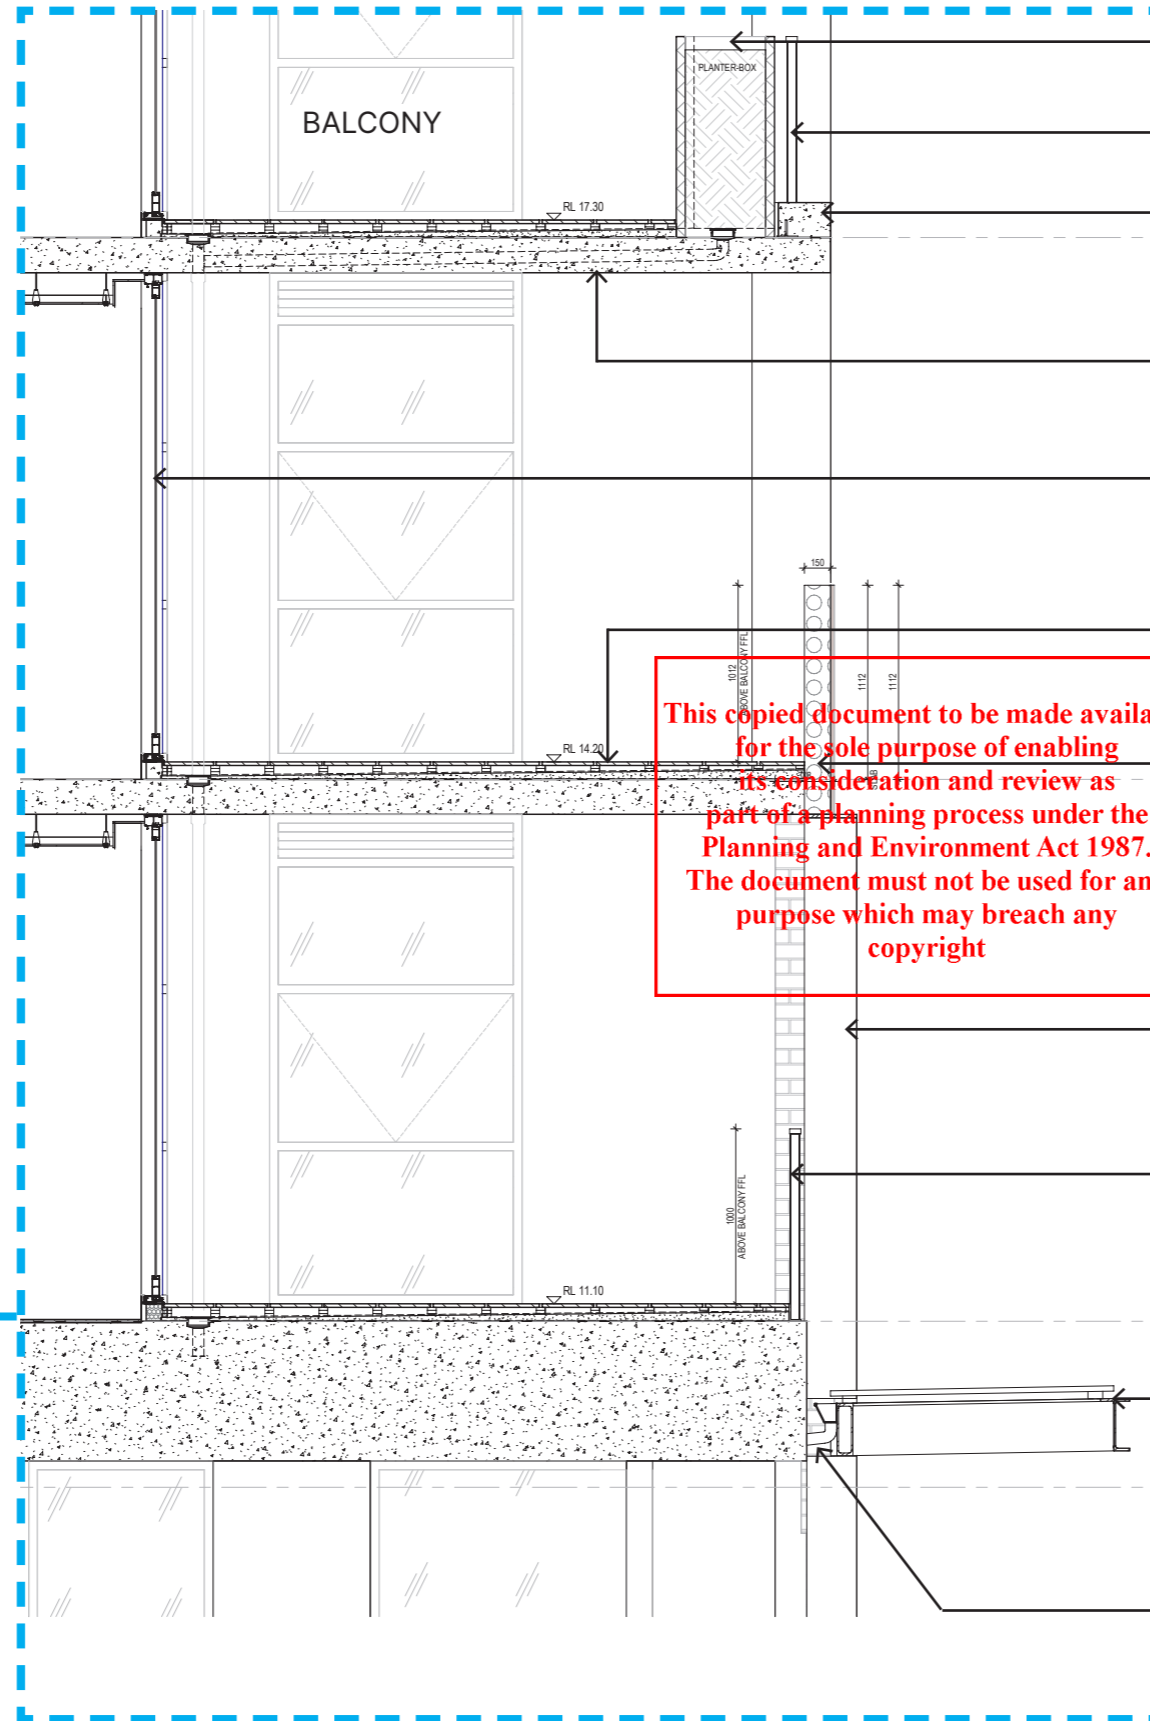 PLANTER-BOX
BALCONY
RL 17.30
150
1012
ABOVE BALCONY FFL
1112
1112
RL 14.20
This copied document to be made availa
for the sole purpose of enabling
its consideration and review as
part of a planning process under the
Planning and Environment Act 1987.
The document must not be used for an
purpose which may breach any
copyright
1000
ABOVE BALCONY FFL
RL 11.10